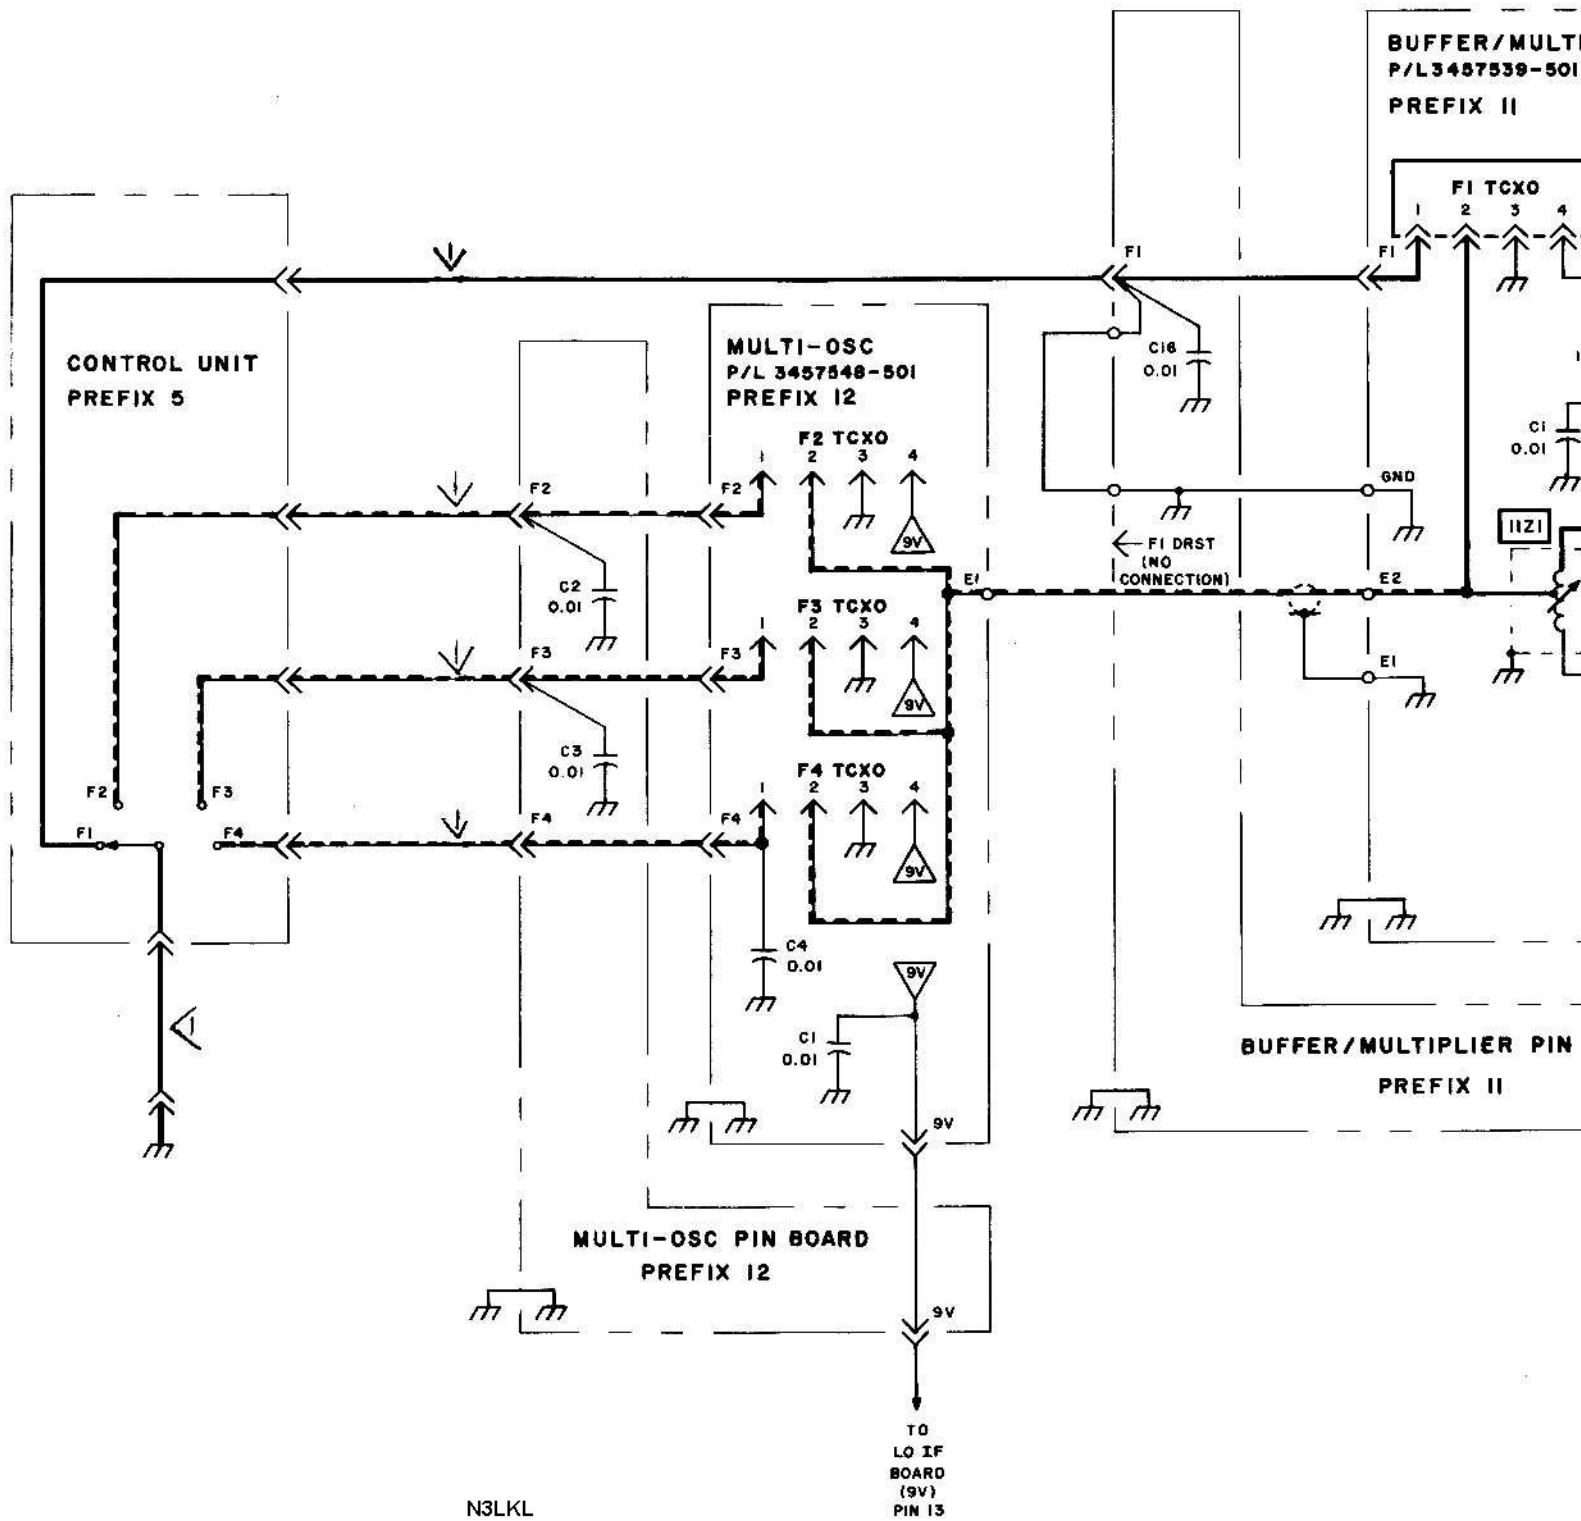 BUFFER/MULTI
P/L3457539-501
PREFIX 11
F1 TCXO
1 2 3 4
F1
F1
CONTROL UNIT
PREFIX 5
MULTI-OSC
P/L 3457548-501
PREFIX 12
C16
0.01
F2 TCXO
1 2 3 4
F2
F2
9V
C1
0.01
GND
11Z1
F1 DRST
(NO
CONNECTION)
C2
0.01
E1
E2
F3 TCXO
1 2 3 4
F3
F3
9V
E1
C3
0.01
F4 TCXO
1 2 3 4
F2
F3
F1
F4
F4
F4
9V
C4
0.01
9V
C1
0.01
BUFFER/MULTIPLIER PIN
PREFIX 11
9V
MULTI-OSC PIN BOARD
PREFIX 12
9V
TO
LO IF
BOARD
(9V)
PIN 13
N3LKL